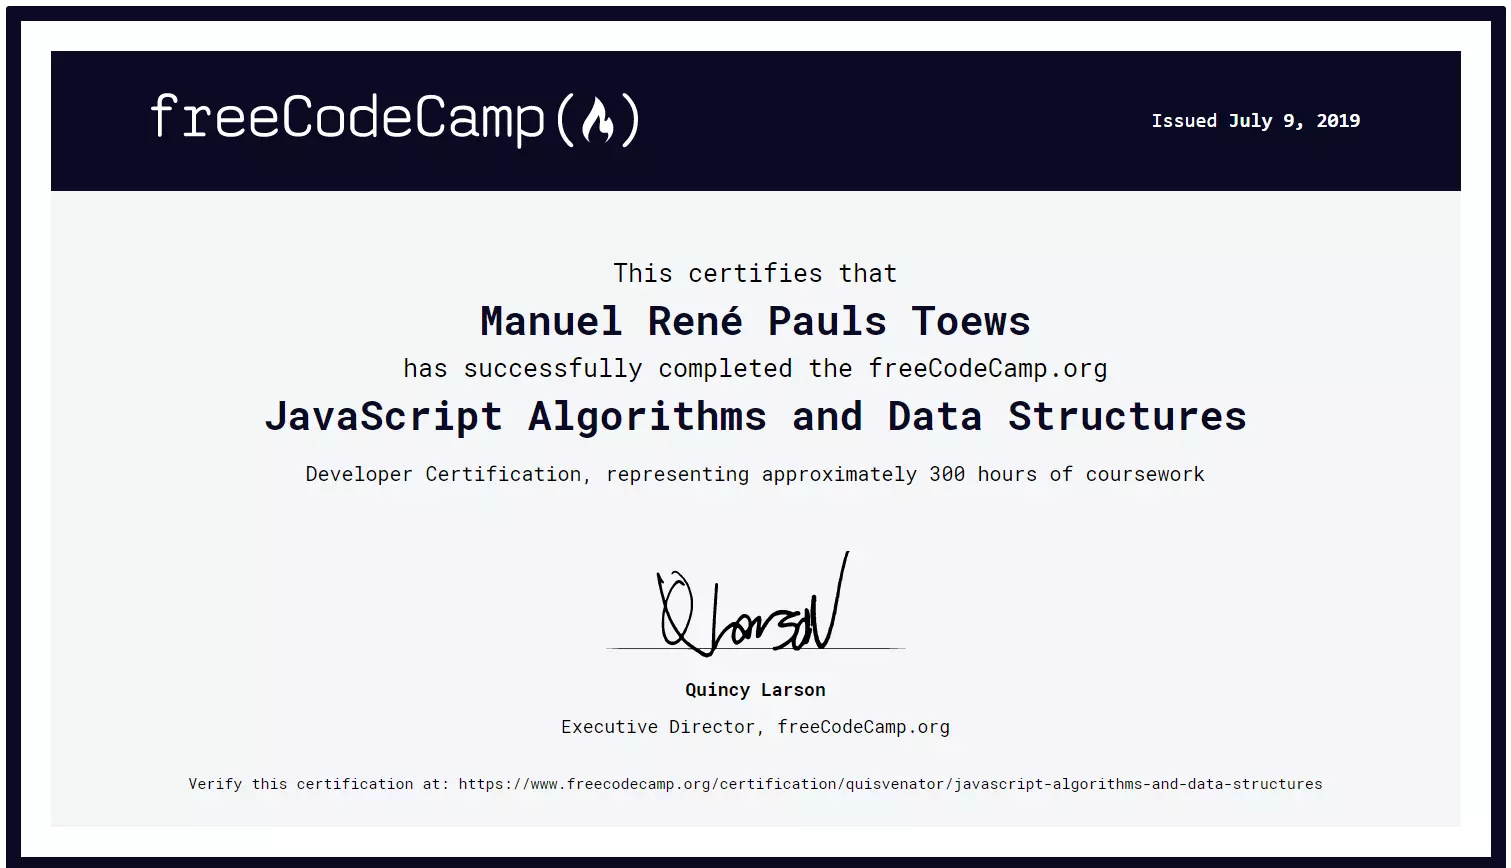 freeCodeCamp(🔥)
Issued July 9, 2019
This certifies that
Manuel René Pauls Toews
has successfully completed the freeCodeCamp.org
JavaScript Algorithms and Data Structures
Developer Certification, representing approximately 300 hours of coursework
QLarson
Quincy Larson
Executive Director, freeCodeCamp.org
Verify this certification at: https://www.freecodecamp.org/certification/quisvenator/javascript-algorithms-and-data-structures